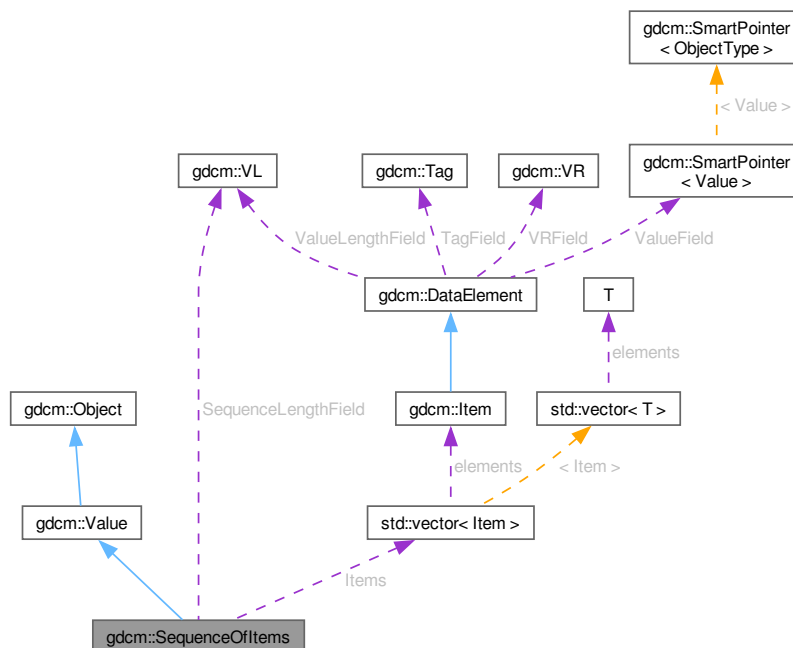 gdcm::SmartPointer
< ObjectType >
< Value >
gdcm::VL
gdcm::Tag
gdcm::VR
gdcm::SmartPointer
< Value >
ValueLengthField
TagField
VRField
ValueField
gdcm::DataElement
T
elements
gdcm::Object
SequenceLengthField
gdcm::Item
std::vector< T >
elements
< Item >
gdcm::Value
std::vector< Item >
Items
gdcm::SequenceOfItems